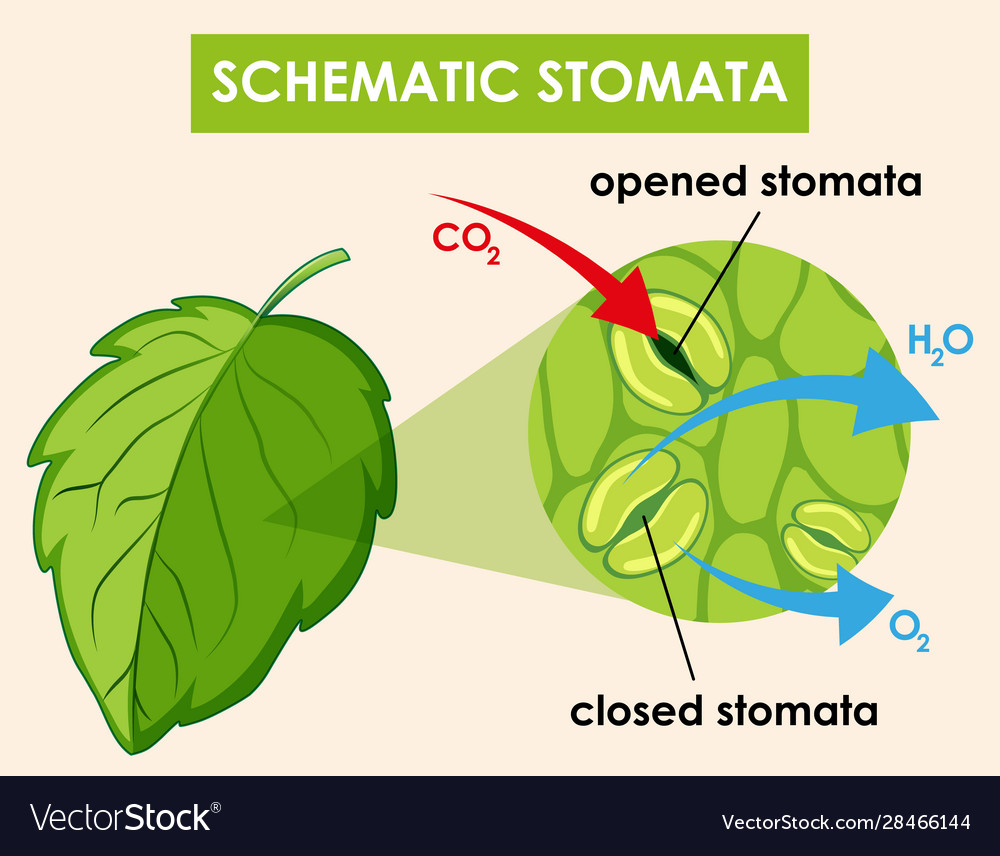 SCHEMATIC STOMATA
opened stomata
CO2
H2O
O2
closed stomata
VectorStock®
VectorStock.com/28466144